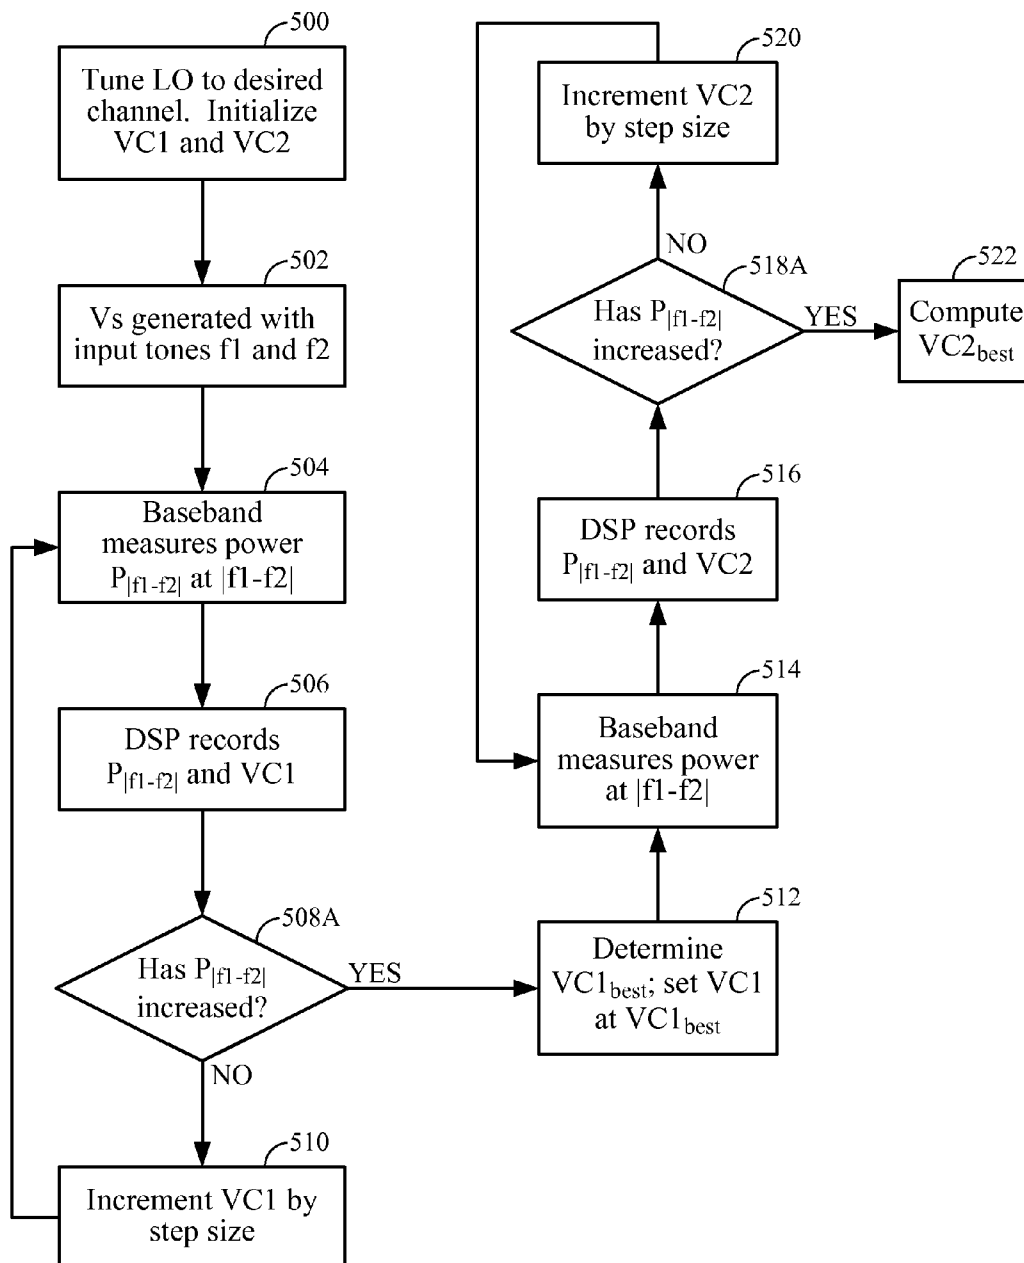 500
Tune LO to desired
channel. Initialize
VC1 and VC2
502
Vs generated with
input tones f1 and f2
504
Baseband
measures power
P|f1-f2| at |f1-f2|
506
DSP records
P|f1-f2| and VC1
508A
Has P|f1-f2|
increased?
YES
NO
510
Increment VC1 by
step size
512
Determine
VC1best; set VC1
at VC1best
514
Baseband
measures power
at |f1-f2|
516
DSP records
P|f1-f2| and VC2
518A
Has P|f1-f2|
increased?
NO
YES
520
Increment VC2
by step size
522
Compute
VC2best